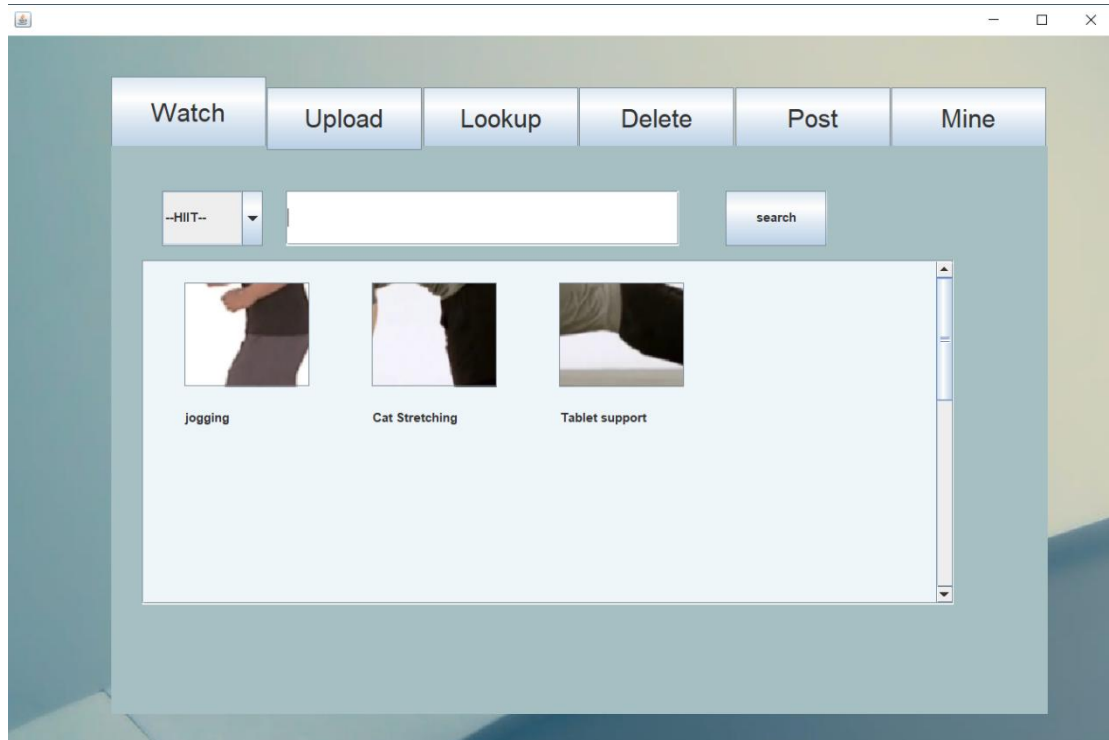 Watch
Upload
Lookup
Delete
Post
Mine
--HIIT--
search
jogging
Cat Stretching
Tablet support